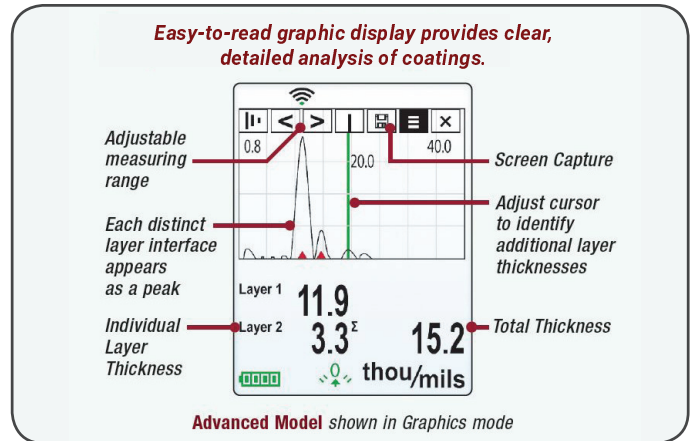 Easy-to-read graphic display provides clear,
detailed analysis of coatings.
Adjustable
measuring
range
Each distinct
layer interface
appears
as a peak
Individual
Layer
Thickness
< >
×
0.8
20.0
40.0
Layer 1
11.9
Layer 2
3.3 Σ
15.2
thou/mils
Screen Capture
Adjust cursor
to identify
additional layer
thicknesses
Total Thickness
Advanced Model shown in Graphics mode